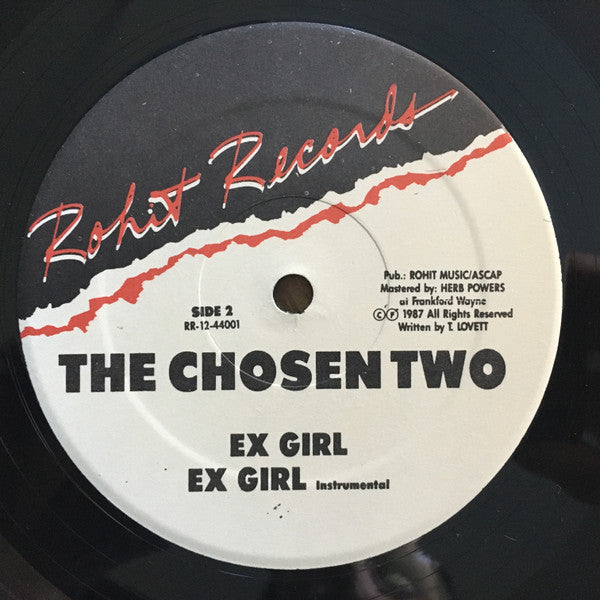 Rohit Records
SIDE 2
RR-12-44001
Pub.: ROHIT MUSIC/ASCAP
Mastered by: HERB POWERS
at Frankford Wayne
Ⓒ Ⓟ 1987 All Rights Reserved
Written by T. LOVETT
THE CHOSEN TWO
EX GIRL
EX GIRL Instrumental